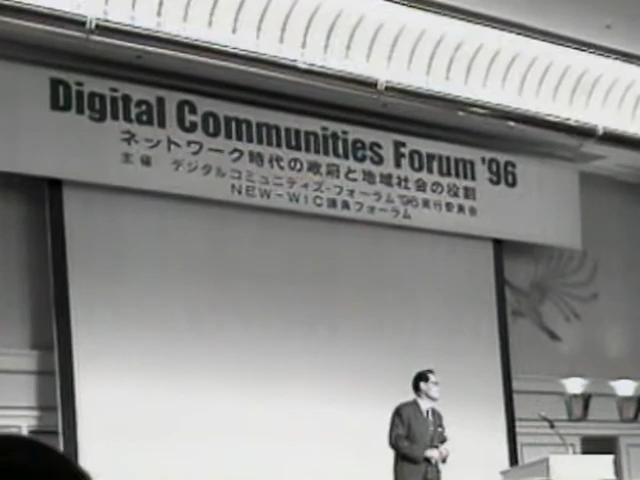 Digital Communities Forum '96
ネットワーク時代の政府と地域社会の役割
主催 デジタルコミュニティズ・フォーラム'96実行委員会
NEW-WIC議員フォーラム